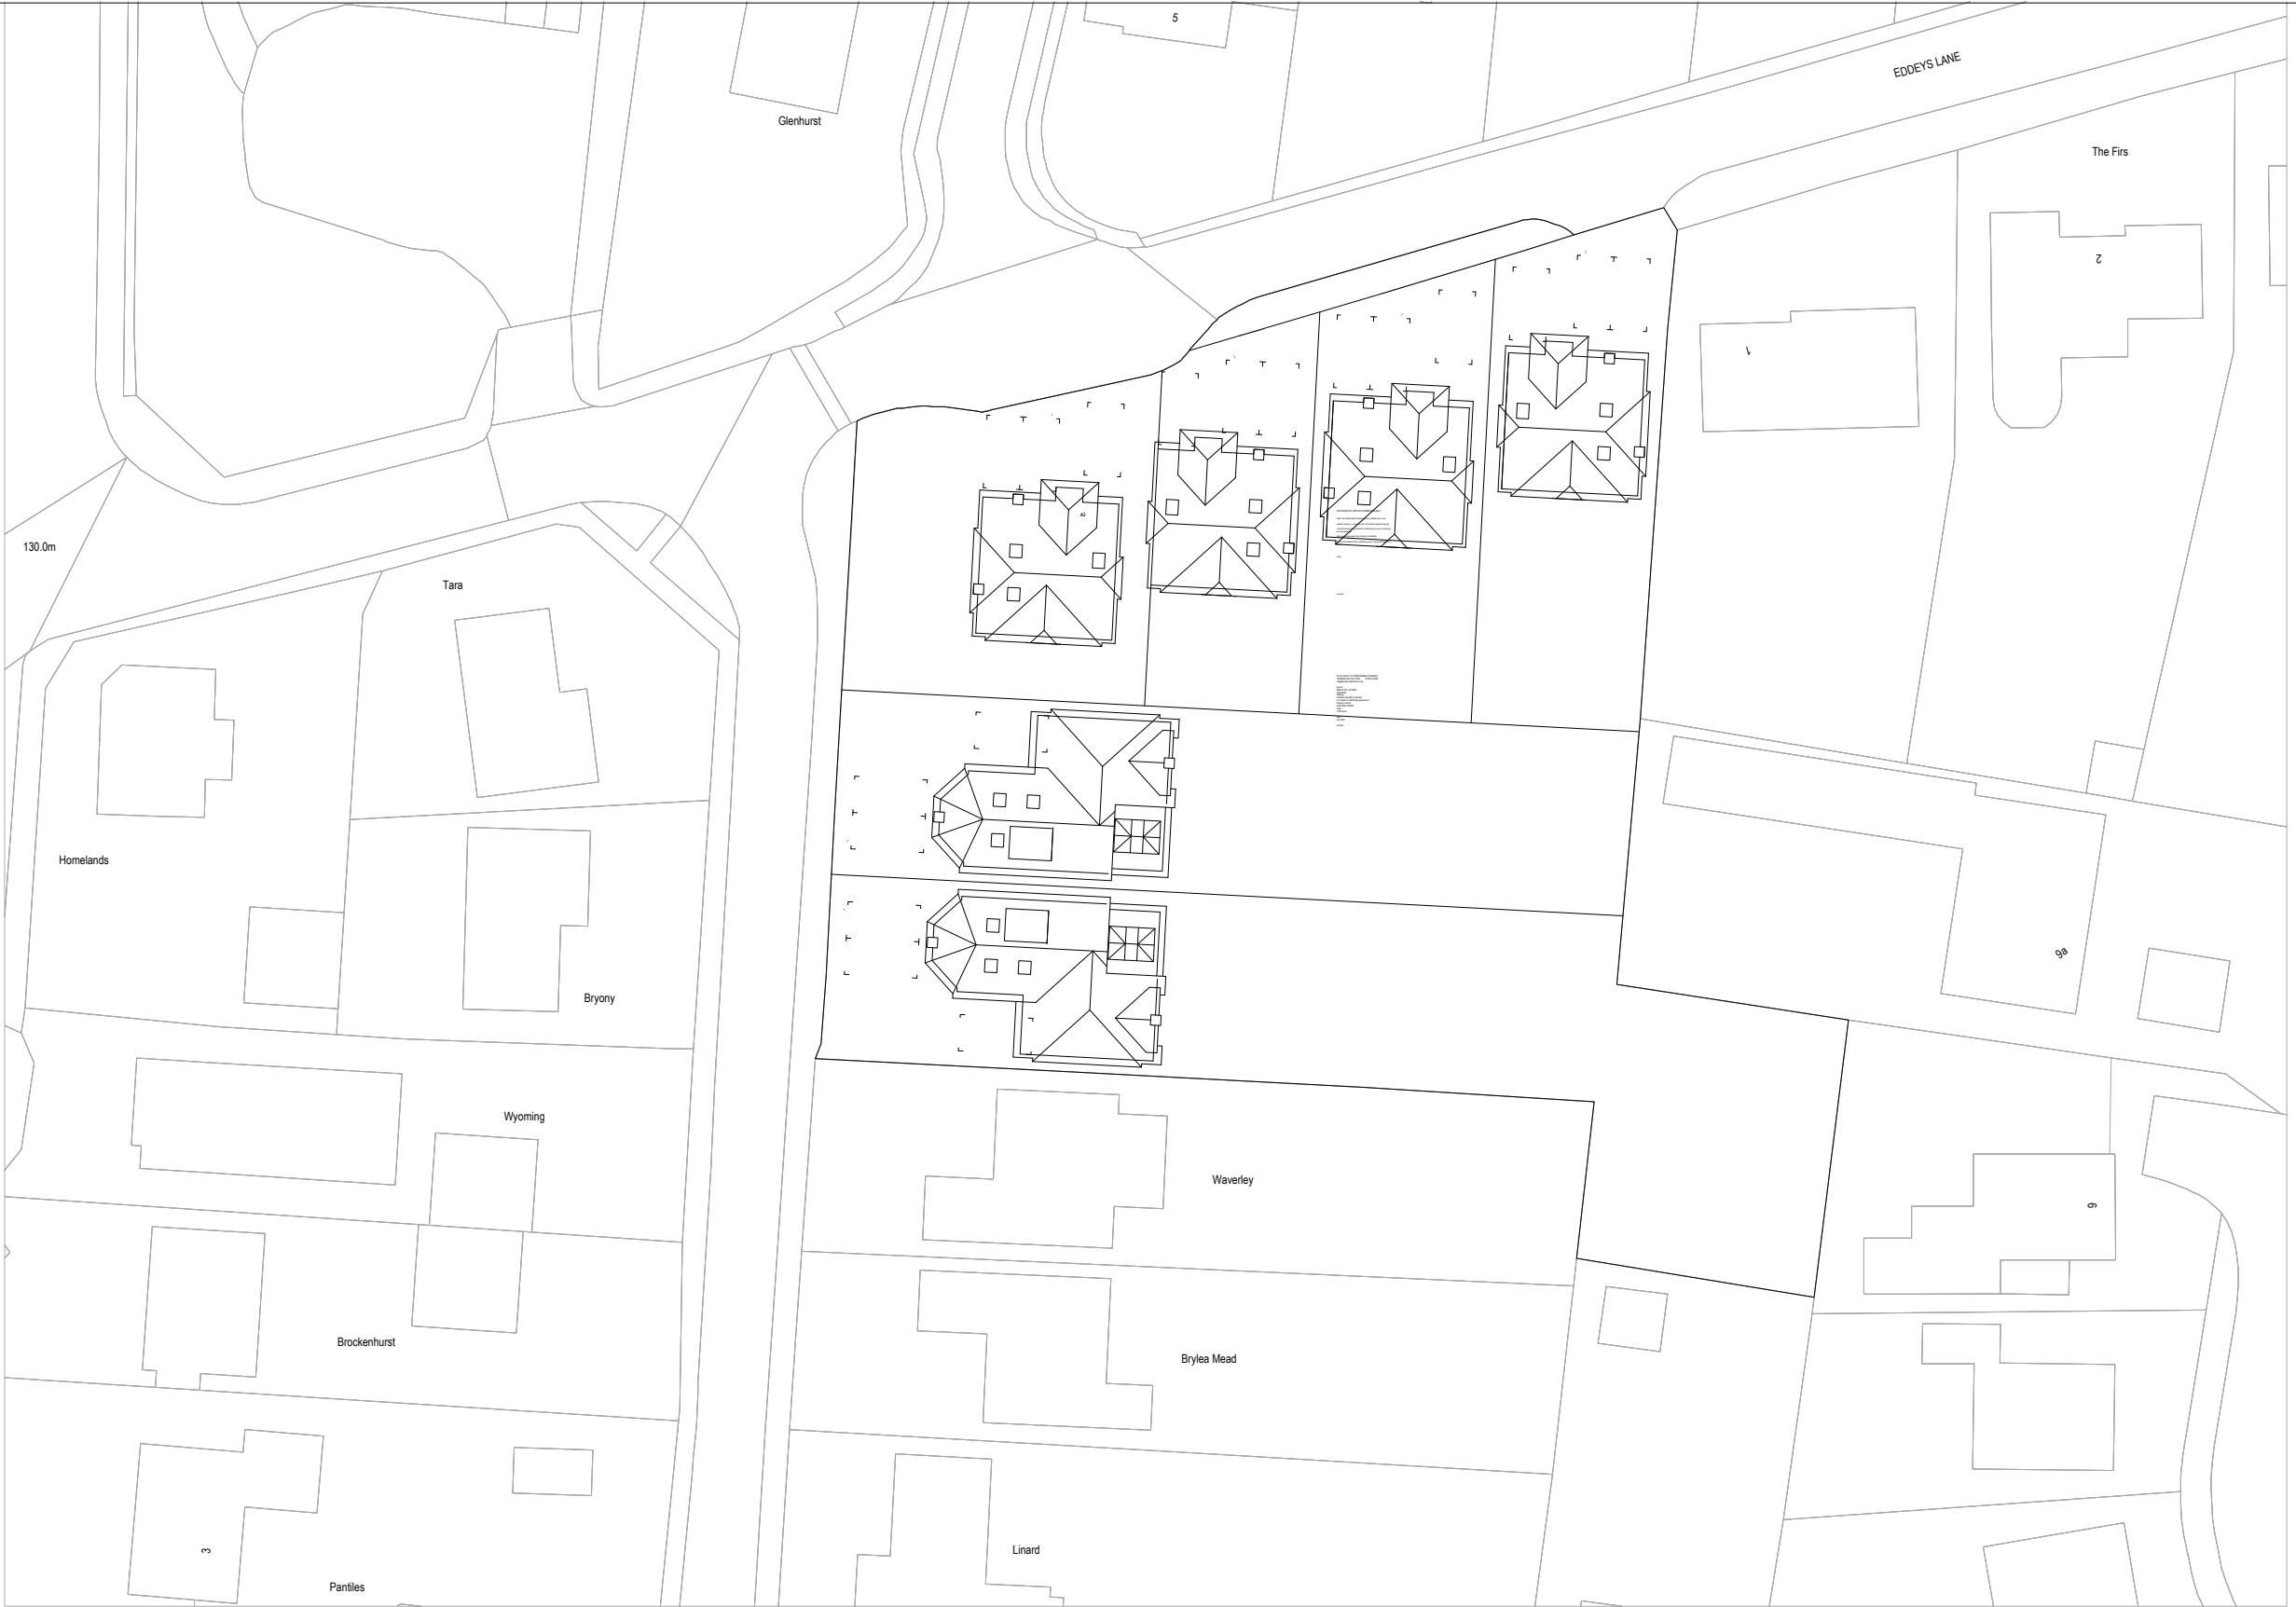 5
EDDEYS LANE
Glenhurst
The Firs
2
1
A3
130.0m
Tara
Homelands
9a
Bryony
Wyoming
Waverley
9
Brockenhurst
Brylea Mead
3
Linard
Pantiles